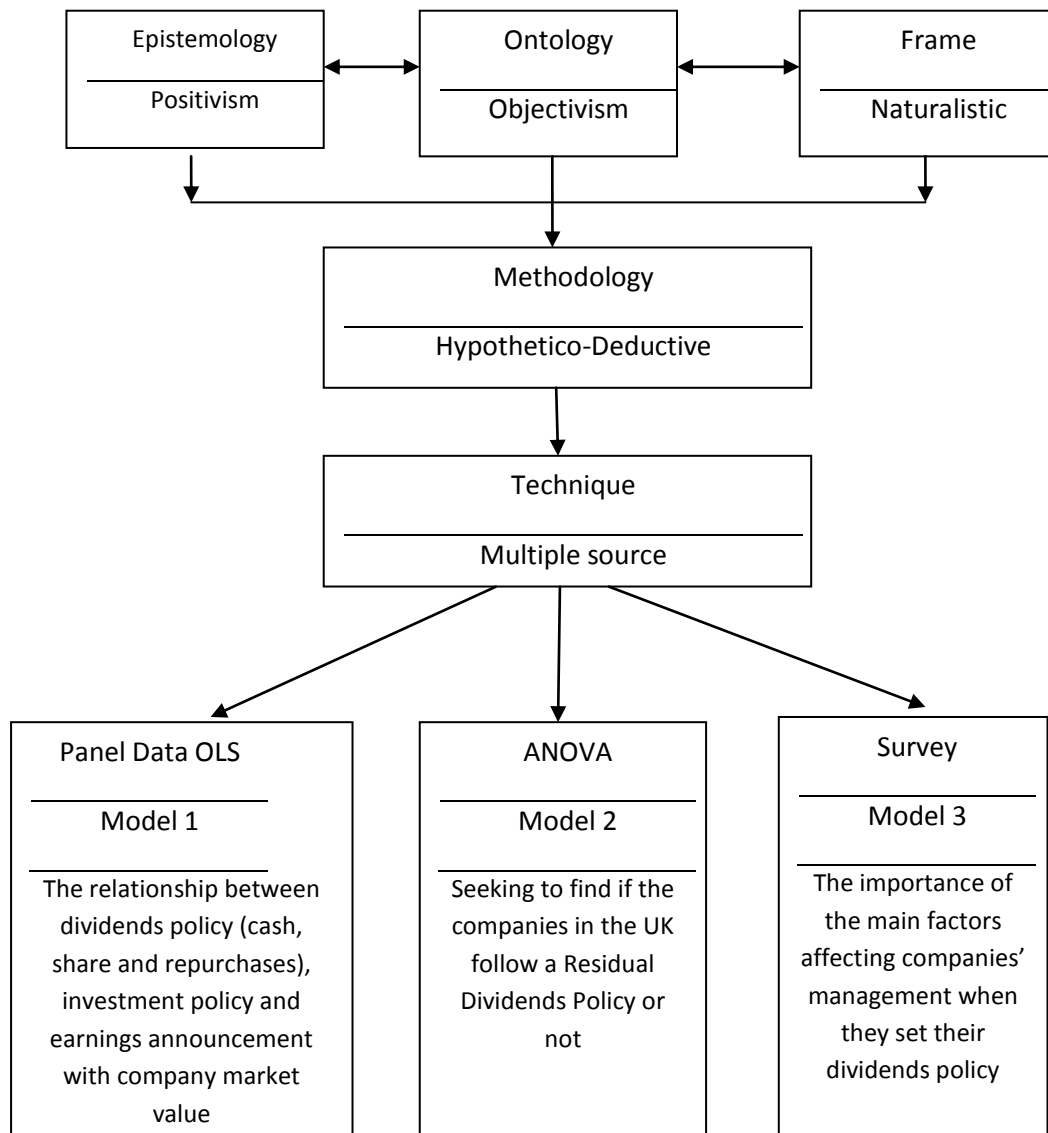 Epistemology
Positivism
Ontology
Objectivism
Frame
Naturalistic
Methodology
Hypothetico-Deductive
Technique
Multiple source
Panel Data OLS
Model 1
The relationship between
dividends policy (cash,
share and repurchases),
investment policy and
earnings announcement
with company market
value
ANOVA
Model 2
Seeking to find if the
companies in the UK
follow a Residual
Dividends Policy or
not
Survey
Model 3
The importance of
the main factors
affecting companies’
management when
they set their
dividends policy